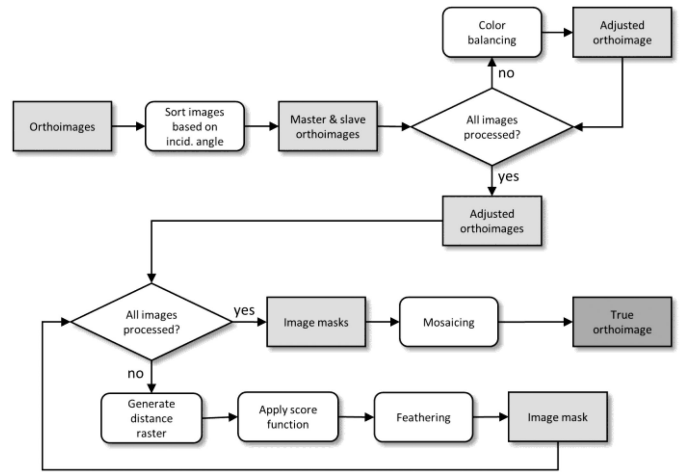 Color
balancing
Adjusted
orthoimage
no
Orthoimages
Sort images
based on
incid. angle
Master & slave
orthoimages
All images
processed?
yes
Adjusted
orthoimages
All images
processed?
yes
Image masks
Mosaicing
True
orthoimage
no
Generate
distance
raster
Apply score
function
Feathering
Image mask